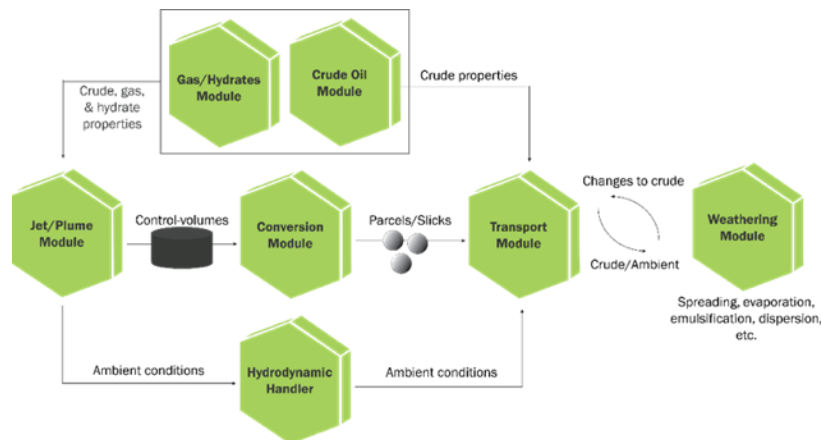 Gas/Hydrates
Module
Crude Oil
Module
Crude properties
Crude, gas,
& hydrate
properties
Jet/Plume
Module
Control-volumes
Conversion
Module
Parcels/Slicks
Transport
Module
Changes to crude
Crude/Ambient
Weathering
Module
Spreading, evaporation,
emulsification, dispersion,
etc.
Ambient conditions
Hydrodynamic
Handler
Ambient conditions